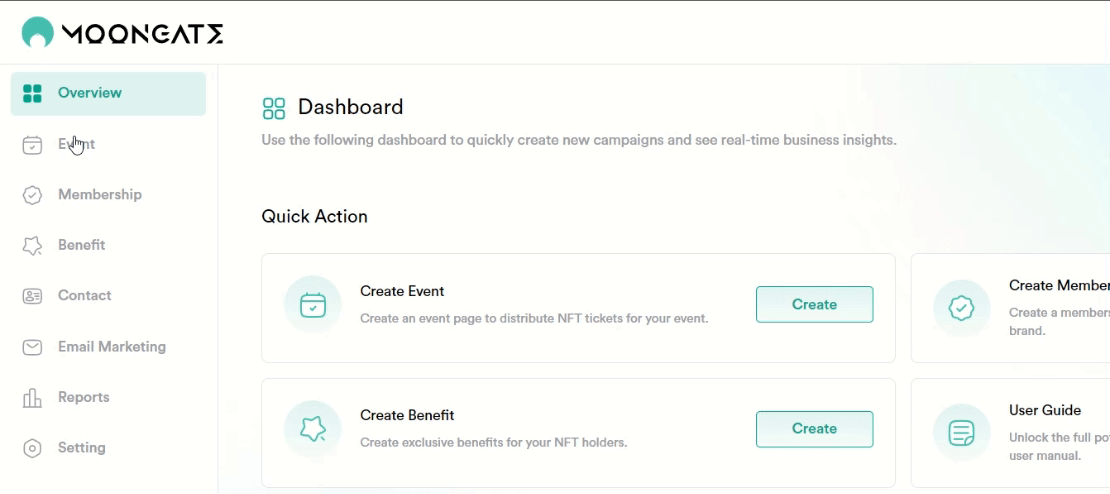 MOONGATE
Overview
Event
Membership
Benefit
Contact
Email Marketing
Reports
Setting
Dashboard
Use the following dashboard to quickly create new campaigns and see real-time business insights.
Quick Action
Create Event
Create an event page to distribute NFT tickets for your event.
Create
Create Member
Create a members
brand.
Create Benefit
Create exclusive benefits for your NFT holders.
Create
User Guide
Unlock the full po
user manual.